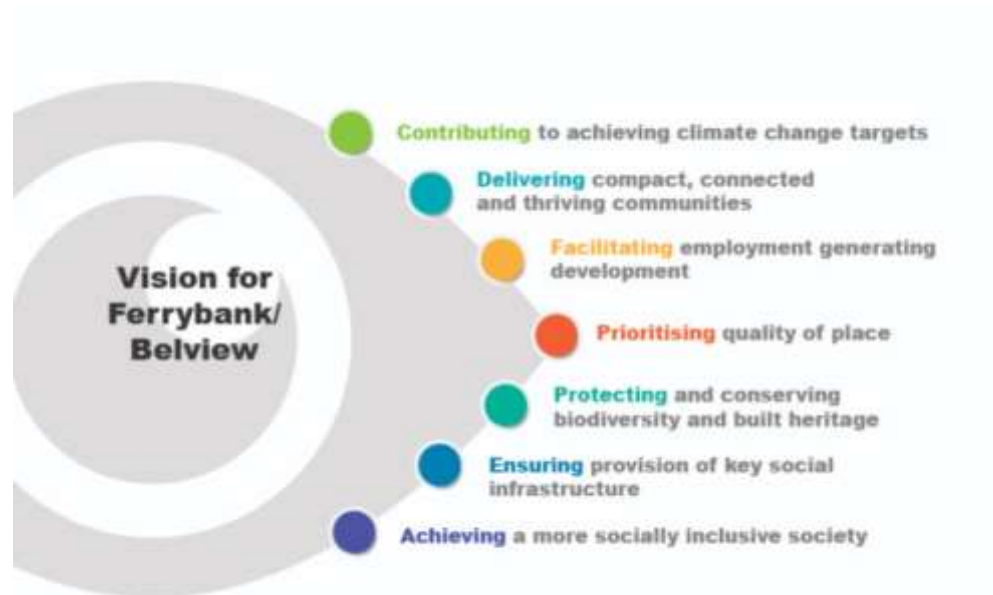 Vision for
Ferrybank/
Belview
Contributing to achieving climate change targets
Delivering compact, connected
and thriving communities
Facilitating employment generating
development
Prioritising quality of place
Protecting and conserving
biodiversity and built heritage
Ensuring provision of key social
infrastructure
Achieving a more socially inclusive society